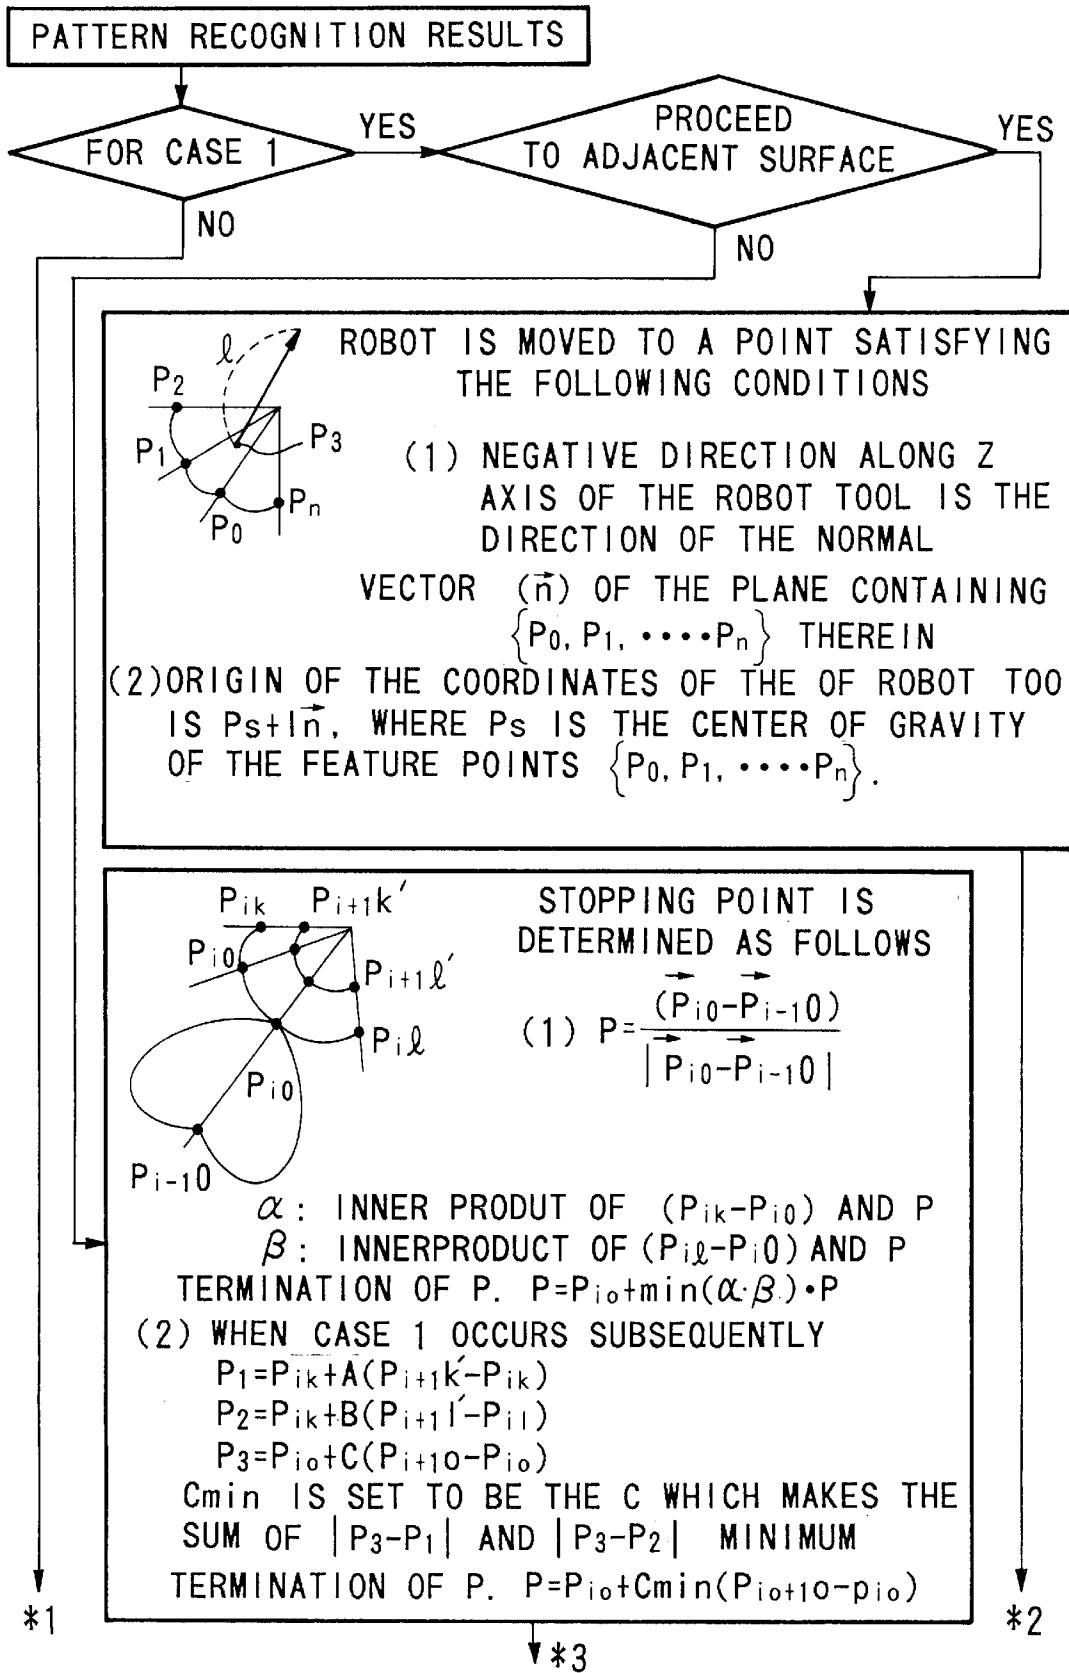 PATTERN RECOGNITION RESULTS
FOR CASE 1
YES
NO
PROCEED
TO ADJACENT SURFACE
YES
NO
ROBOT IS MOVED TO A POINT SATISFYING
THE FOLLOWING CONDITIONS
ℓ
P2
P1
P0
Pn
P3
(1) NEGATIVE DIRECTION ALONG Z
AXIS OF THE ROBOT TOOL IS THE
DIRECTION OF THE NORMAL
VECTOR (n⃗) OF THE PLANE CONTAINING
{P0, P1, ····Pn} THEREIN
(2)ORIGIN OF THE COORDINATES OF THE OF ROBOT TOO
IS Ps+ln⃗, WHERE Ps IS THE CENTER OF GRAVITY
OF THE FEATURE POINTS {P0, P1, ····Pn}.
Pik
Pi+1k′
Pi0
Pi+1ℓ′
Piℓ
Pi0
Pi-10
STOPPING POINT IS
DETERMINED AS FOLLOWS
(1) P=(P⃗i0-P⃗i-10)
|P⃗i0-P⃗i-10|
α: INNER PRODUT OF (Pik-Pi0) AND P
β: INNERPRODUCT OF (Piℓ-Pi0) AND P
TERMINATION OF P. P=Pio+min(α·β)•P
(2) WHEN CASE 1 OCCURS SUBSEQUENTLY
P1=Pik+A(Pi+1k′-Pik)
P2=Pik+B(Pi+1l′-Pil)
P3=Pio+C(Pi+1o-Pio)
Cmin IS SET TO BE THE C WHICH MAKES THE
SUM OF |P3-P1| AND |P3-P2| MINIMUM
TERMINATION OF P. P=Pio+Cmin(Pio+1o-pio)
*1
*2
*3